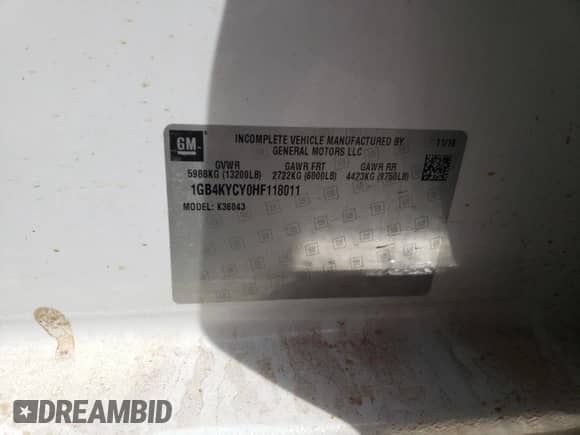 GM
INCOMPLETE VEHICLE MANUFACTURED BY
GENERAL MOTORS LLC
11/16
GVWR GAWR FRT GAWR RR
5988KG (13200LB) 2722KG (6000LB) 4423KG (9750LB)
1GB4KYCY0HF118011
MODEL: K36043
DREAMBID